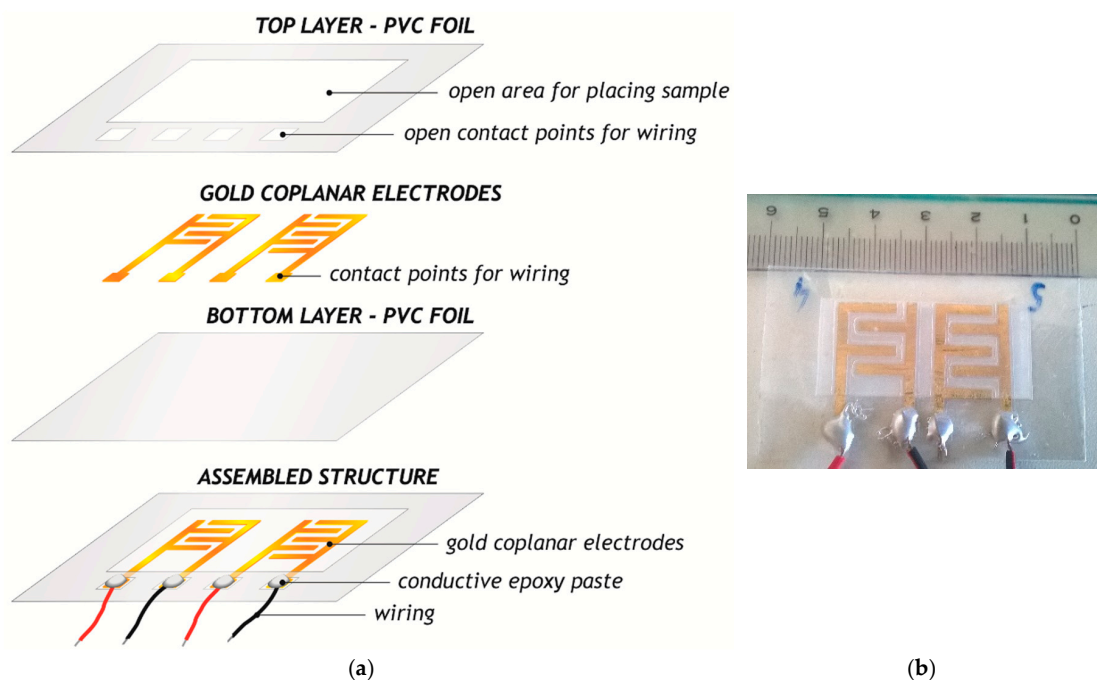 TOP LAYER - PVC FOIL
open area for placing sample
open contact points for wiring
GOLD COPLANAR ELECTRODES
contact points for wiring
BOTTOM LAYER - PVC FOIL
ASSEMBLED STRUCTURE
gold coplanar electrodes
conductive epoxy paste
wiring
(a)
6 5 4 3 2 1 0
(b)